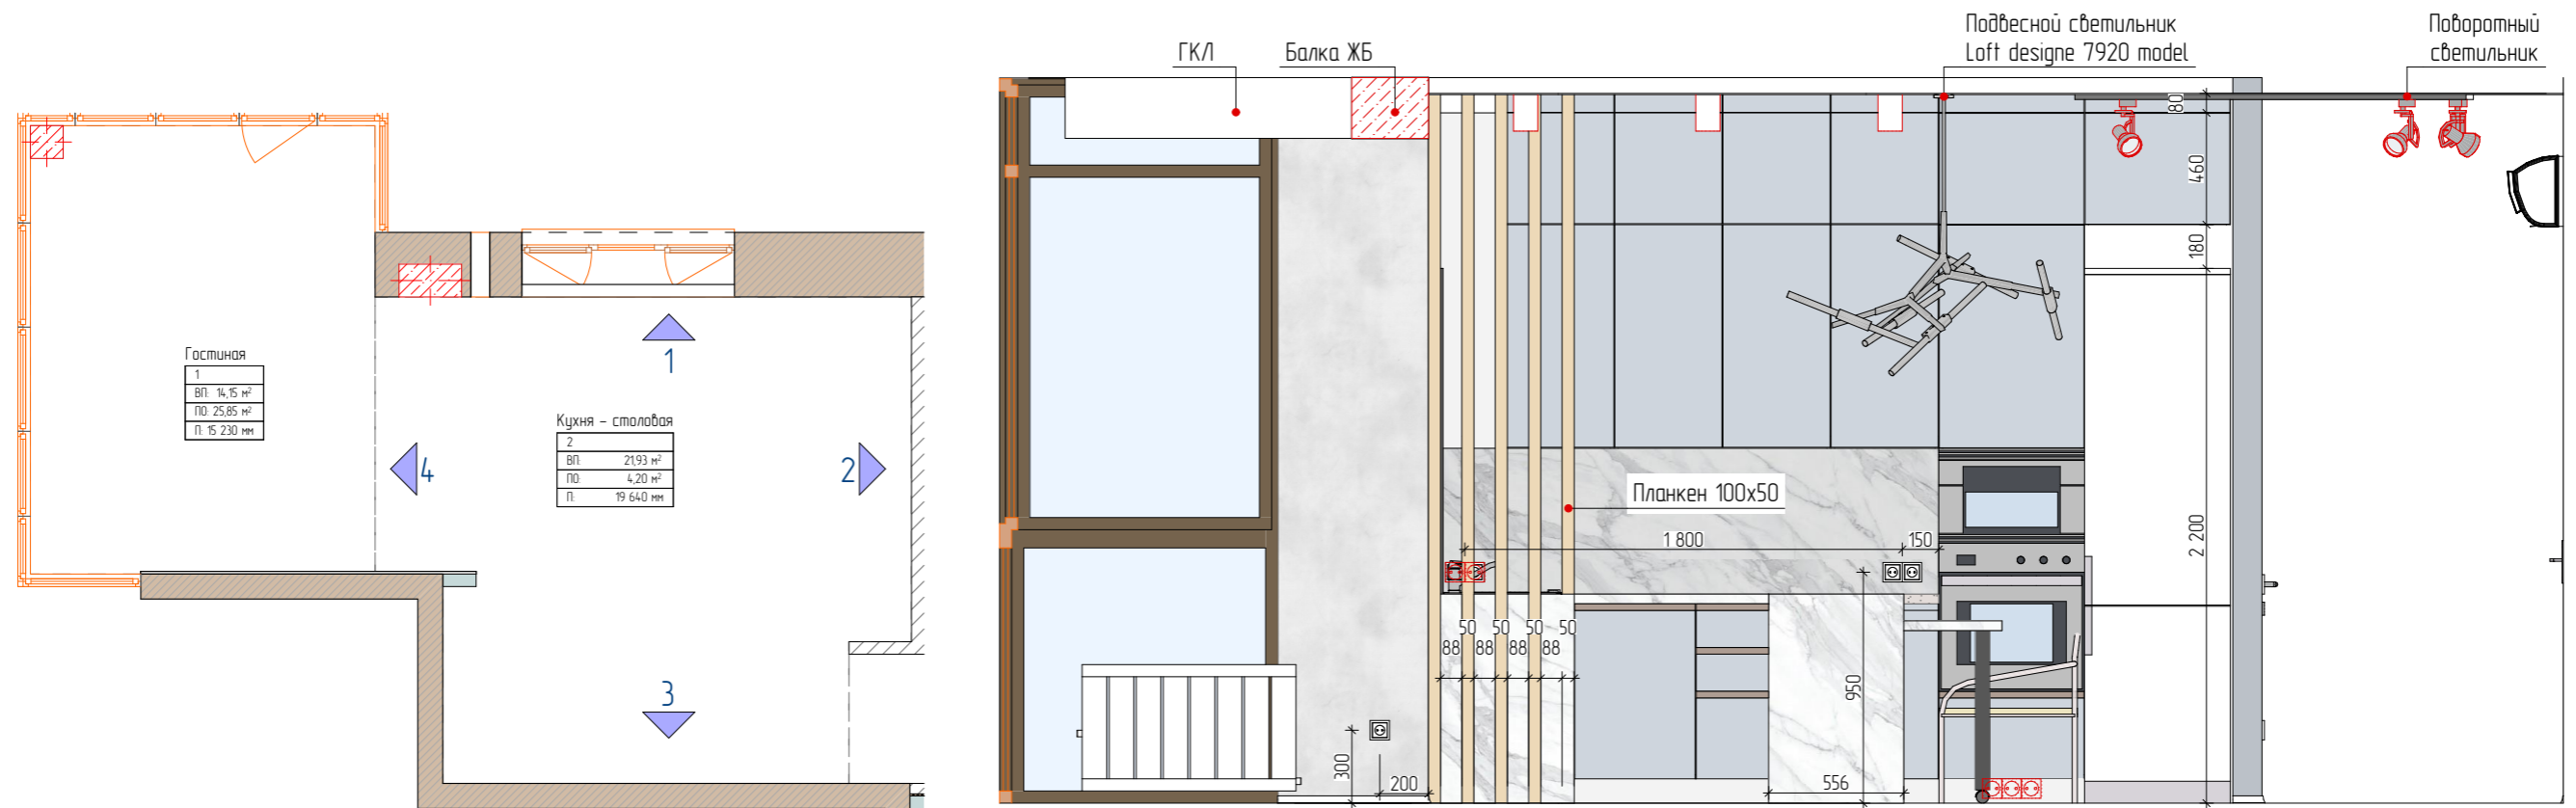 Гостиная
1
ВП: 14,15 м²
ПО: 25,85 м²
П: 15 230 мм
Кухня – столовая
2
ВП: 21,93 м²
ПО: 4,20 м²
П: 19 640 мм
1
2
3
4
ГКЛ
Балка ЖБ
Подвесной светильник
Loft designe 7920 model
Поворотный
светильник
80
460
180
2 200
Планкен 100х50
1 800
150
50 50 50 50
88 88 88 88
950
300
200
556